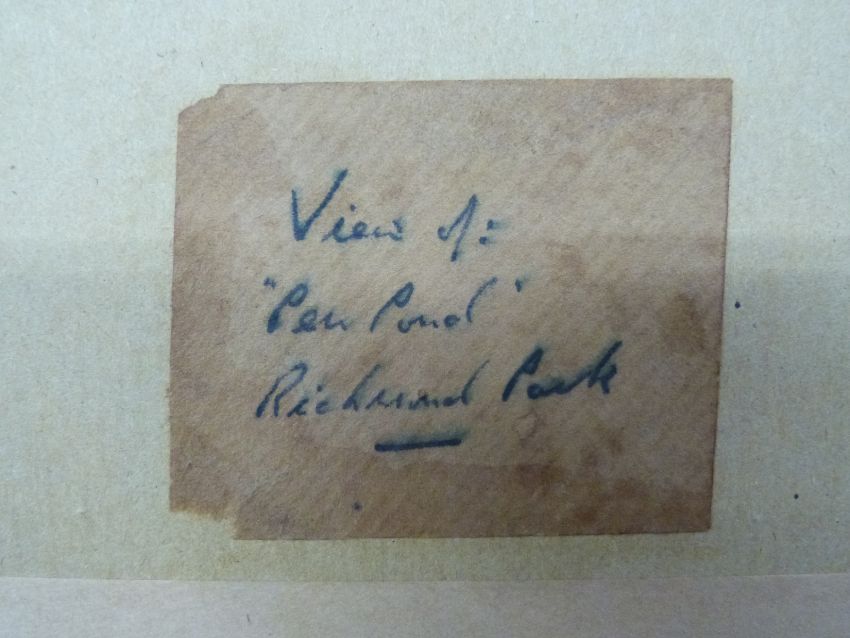 View of:
"Pen Pond"
Richmond Park